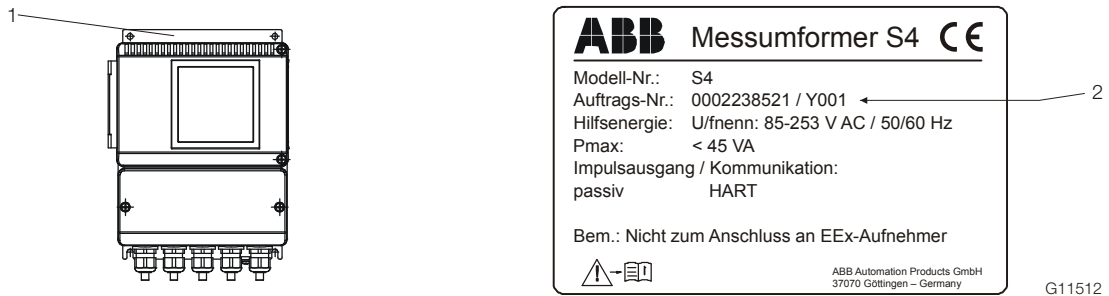 1
ABB Messumformer S4 CE
Modell-Nr.: S4
Auftrags-Nr.: 0002238521 / Y001
2
Hilfsenergie: U/fnenn: 85-253 V AC / 50/60 Hz
Pmax: < 45 VA
Impulsausgang / Kommunikation:
passiv HART
Bem.: Nicht zum Anschluss an EEx-Aufnehmer
ABB Automation Products GmbH
37070 Göttingen – Germany
G11512